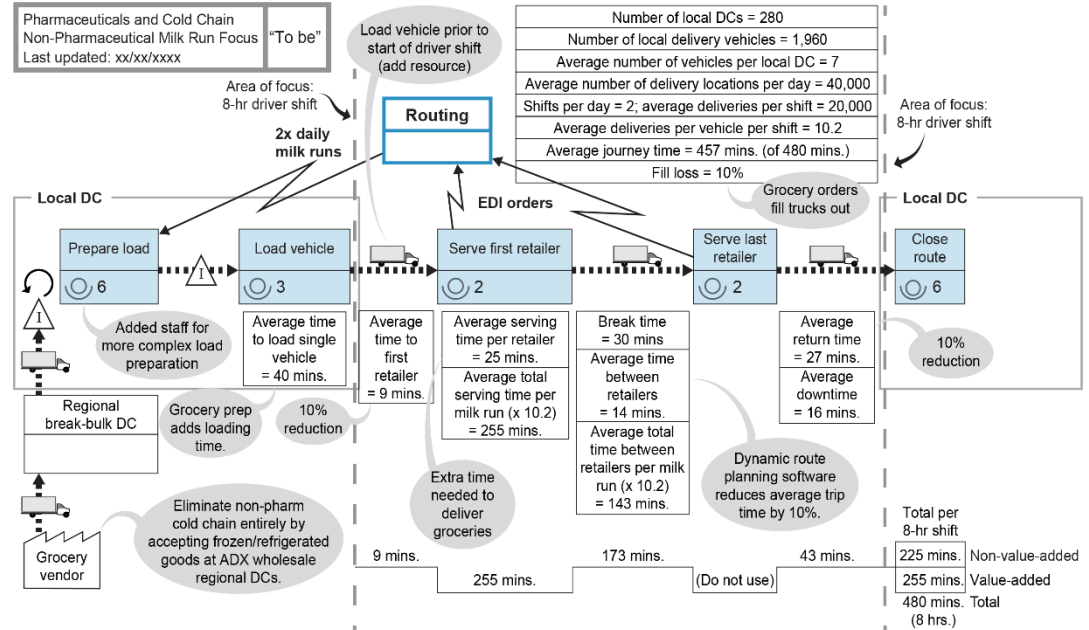 Pharmaceuticals and Cold Chain
Non-Pharmaceutical Milk Run Focus
Last updated: xx/xx/xxxx
"To be"
Load vehicle prior to
start of driver shift
(add resource)
Number of local DCs = 280
Number of local delivery vehicles = 1,960
Average number of vehicles per local DC = 7
Average number of delivery locations per day = 40,000
Shifts per day = 2; average deliveries per shift = 20,000
Average deliveries per vehicle per shift = 10.2
Average journey time = 457 mins. (of 480 mins.)
Fill loss = 10%
Grocery orders
fill trucks out
Area of focus:
8-hr driver shift
Area of focus:
8-hr driver shift
Routing
2x daily
milk runs
EDI orders
Local DC
Local DC
Prepare load
6
I
Load vehicle
3
Serve first retailer
2
Serve last
retailer
2
Close
route
6
I
Added staff for
more complex load
preparation
Average time
to load single
vehicle
= 40 mins.
Average
time to
first
retailer
= 9 mins.
Average serving
time per retailer
= 25 mins.
Average total
serving time per
milk run (x 10.2)
= 255 mins.
Break time
= 30 mins
Average time
between
retailers
= 14 mins.
Average total
time between
retailers per milk
run (x 10.2)
= 143 mins.
Average
return time
= 27 mins.
Average
downtime
= 16 mins.
10%
reduction
Regional
break-bulk DC
Grocery prep
adds loading
time.
10%
reduction
Extra time
needed to
deliver
groceries
Dynamic route
planning software
reduces average trip
time by 10%.
Grocery
vendor
Eliminate non-pharm
cold chain entirely by
accepting frozen/refrigerated
goods at ADX wholesale
regional DCs.
9 mins.
255 mins.
173 mins.
(Do not use)
43 mins.
Total per
8-hr shift
225 mins. Non-value-added
255 mins. Value-added
480 mins. Total
(8 hrs.)